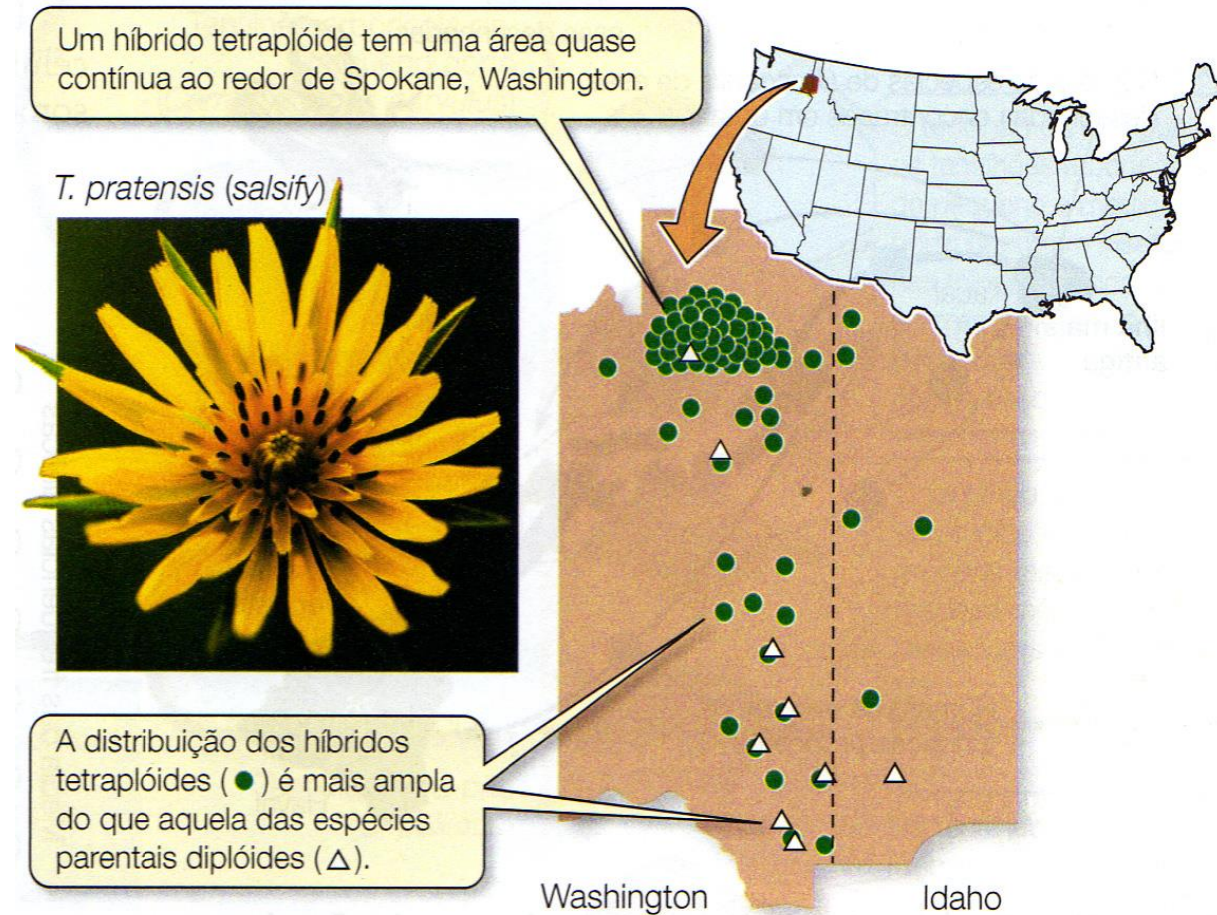 Um híbrido tetraplóide tem uma área quase
contínua ao redor de Spokane, Washington.
T. pratensis (salsify)
A distribuição dos híbridos
tetraplóides (●) é mais ampla
do que aquela das espécies
parentais diplóides (△).
Washington
Idaho